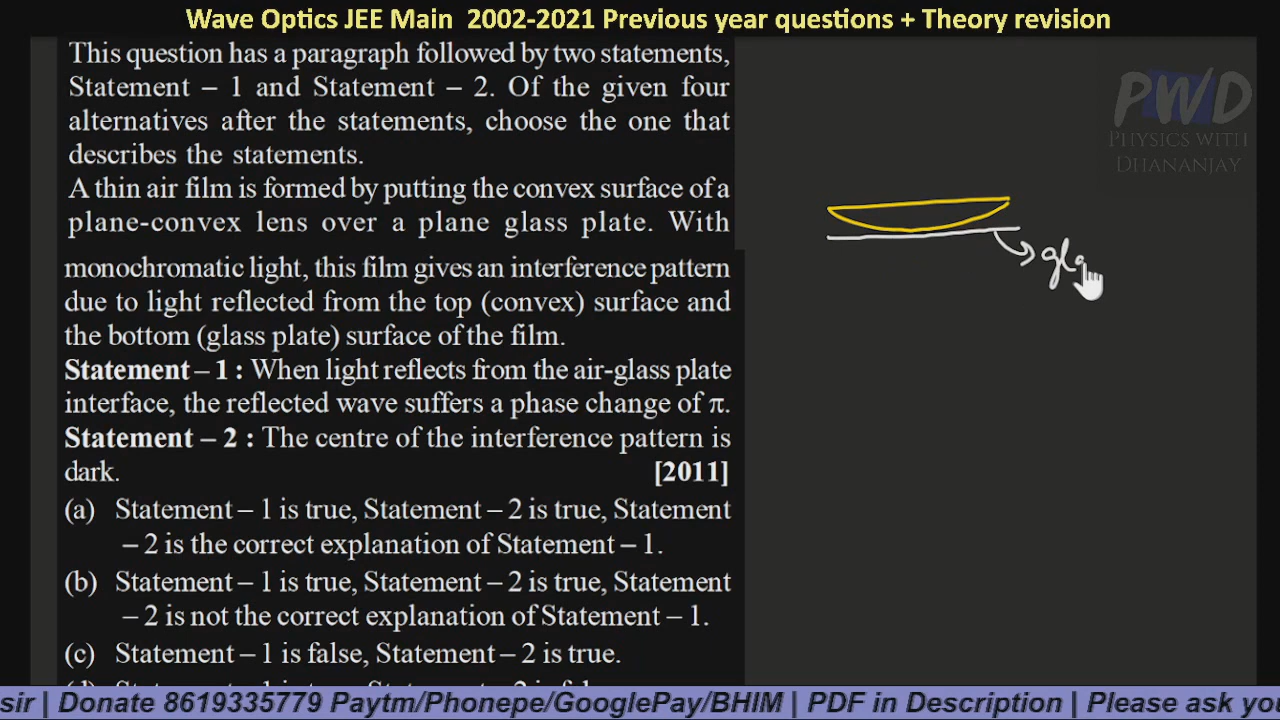 Wave Optics JEE Main 2002-2021 Previous year questions + Theory revision
This question has a paragraph followed by two statements,
Statement – 1 and Statement – 2. Of the given four
alternatives after the statements, choose the one that
describes the statements.
A thin air film is formed by putting the convex surface of a
plane-convex lens over a plane glass plate. With
monochromatic light, this film gives an interference pattern
due to light reflected from the top (convex) surface and
the bottom (glass plate) surface of the film.
Statement – 1 : When light reflects from the air-glass plate
interface, the reflected wave suffers a phase change of π.
Statement – 2 : The centre of the interference pattern is
dark. [2011]
(a) Statement – 1 is true, Statement – 2 is true, Statement
– 2 is the correct explanation of Statement – 1.
(b) Statement – 1 is true, Statement – 2 is true, Statement
– 2 is not the correct explanation of Statement – 1.
(c) Statement – 1 is false, Statement – 2 is true.
PWD
PHYSICS WITH
DHANANJAY
gla
sir | Donate 8619335779 Paytm/Phonepe/GooglePay/BHIM | PDF in Description | Please ask you